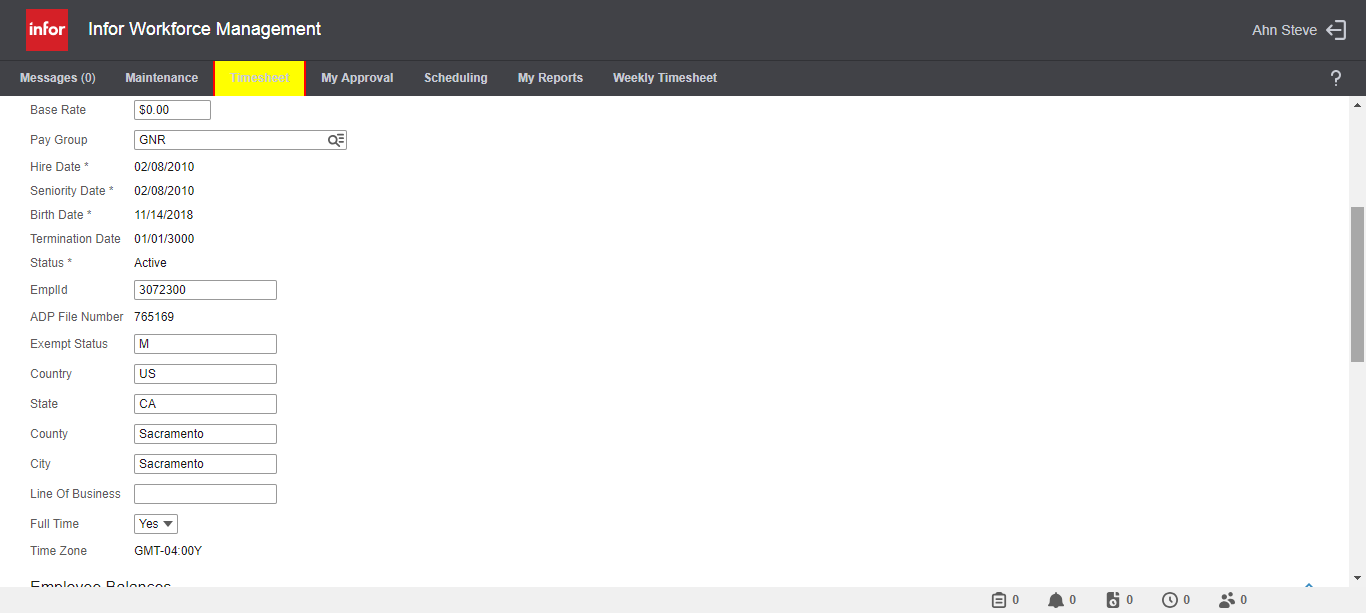 infor Infor Workforce Management Ahn Steve
Messages (0) Maintenance Timesheet My Approval Scheduling My Reports Weekly Timesheet ?
Base Rate $0.00
Pay Group GNR
Hire Date * 02/08/2010
Seniority Date * 02/08/2010
Birth Date * 11/14/2018
Termination Date 01/01/3000
Status * Active
EmplId 3072300
ADP File Number 765169
Exempt Status M
Country US
State CA
County Sacramento
City Sacramento
Line Of Business
Full Time Yes
Time Zone GMT-04:00Y
Employee Balances
0 0 0 0 0